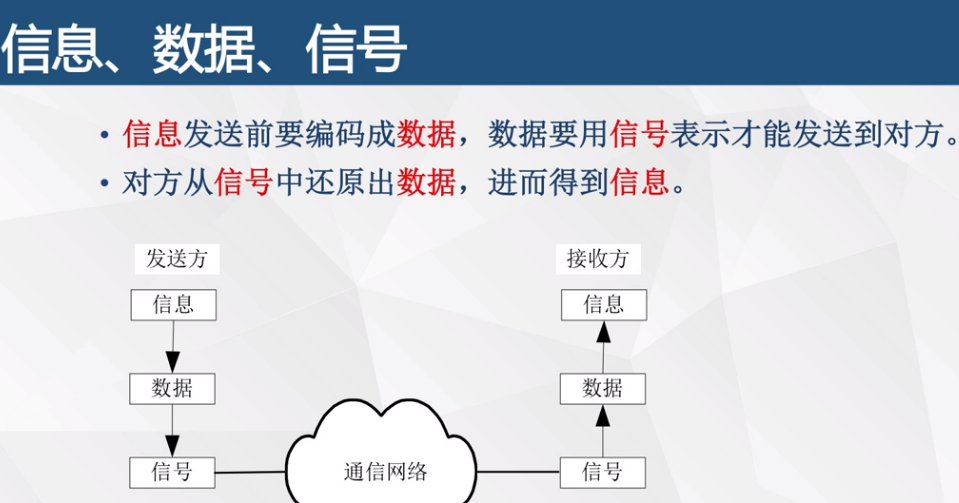 信息、数据、信号
• 信息发送前要编码成数据，数据要用信号表示才能发送到对方。
• 对方从信号中还原出数据，进而得到信息。
发送方 接收方
信息 信息
数据 数据
信号 通信网络 信号